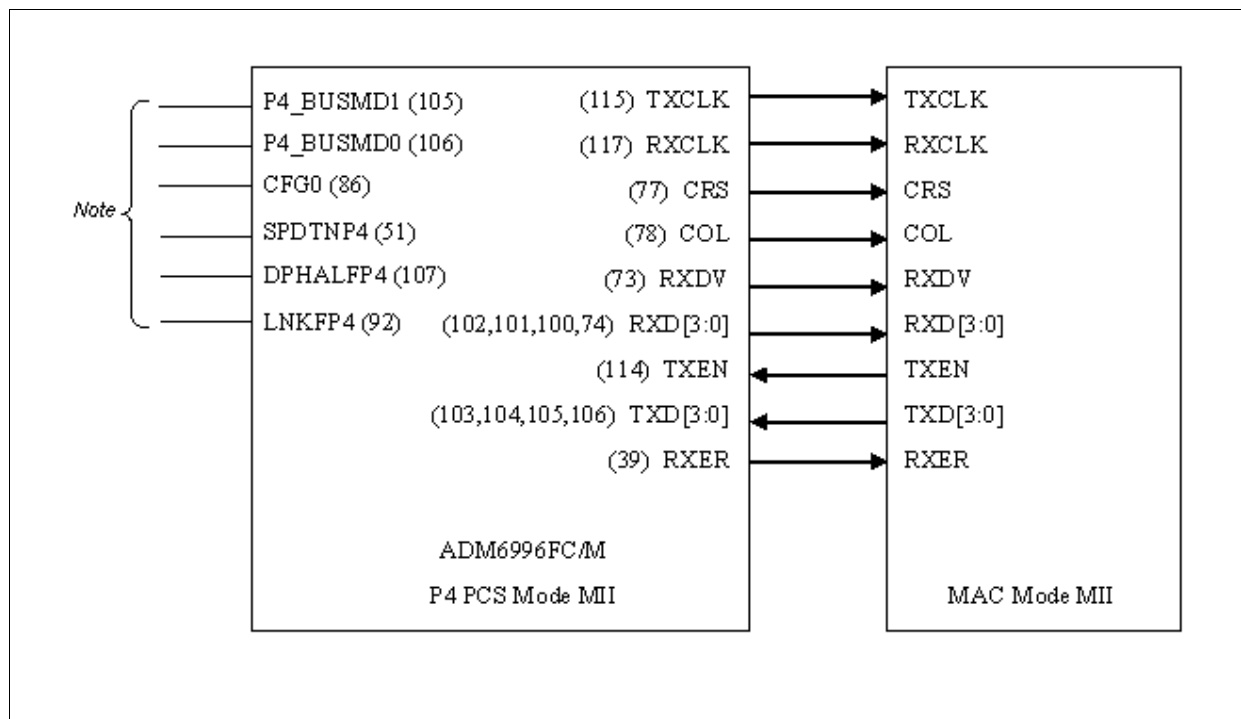 P4_BUSMD1 (105) (115) TXCLK TXCLK
P4_BUSMD0 (106) (117) RXCLK RXCLK
CFG0 (86) (77) CRS CRS
Note
SPDTNP4 (51) (78) COL COL
DPHALFP4 (107) (73) RXDV RXDV
LNKFP4 (92) (102,101,100,74) RXD[3:0] RXD[3:0]
(114) TXEN TXEN
(103,104,105,106) TXD[3:0] TXD[3:0]
(39) RXER RXER
ADM6996FC/M
P4 PCS Mode MII MAC Mode MII